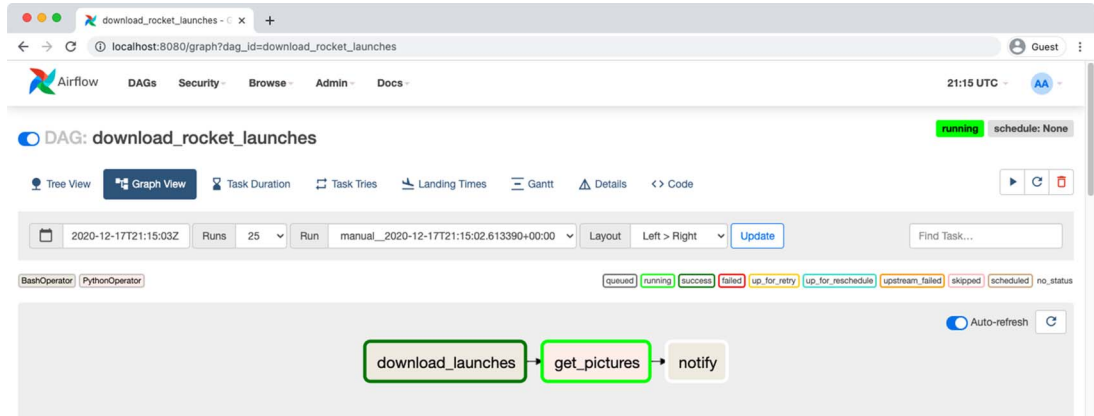 download_rocket_launches - G
localhost:8080/graph?dag_id=download_rocket_launches Guest
Airflow DAGs Security Browse Admin Docs 21:15 UTC AA
DAG: download_rocket_launches running schedule: None
Tree View Graph View Task Duration Task Tries Landing Times Gantt Details <> Code
2020-12-17T21:15:03Z Runs 25 Run manual__2020-12-17T21:15:02.613390+00:00 Layout Left > Right Update Find Task...
BashOperator PythonOperator queued running success failed up_for_retry up_for_reschedule upstream_failed skipped scheduled no_status
Auto-refresh
download_launches get_pictures notify